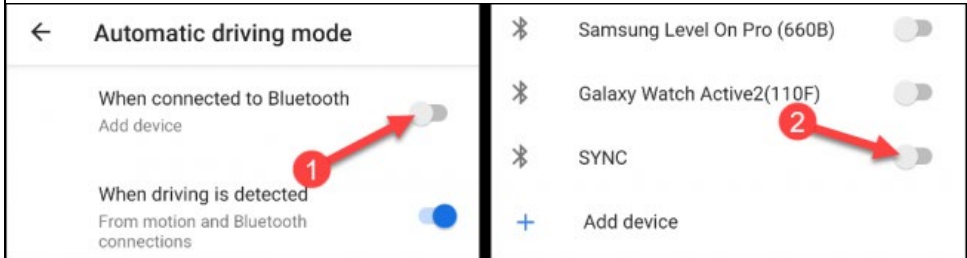 Automatic driving mode
When connected to Bluetooth
Add device
1
When driving is detected
From motion and Bluetooth
connections
Samsung Level On Pro (660B)
Galaxy Watch Active2(110F)
2
SYNC
Add device